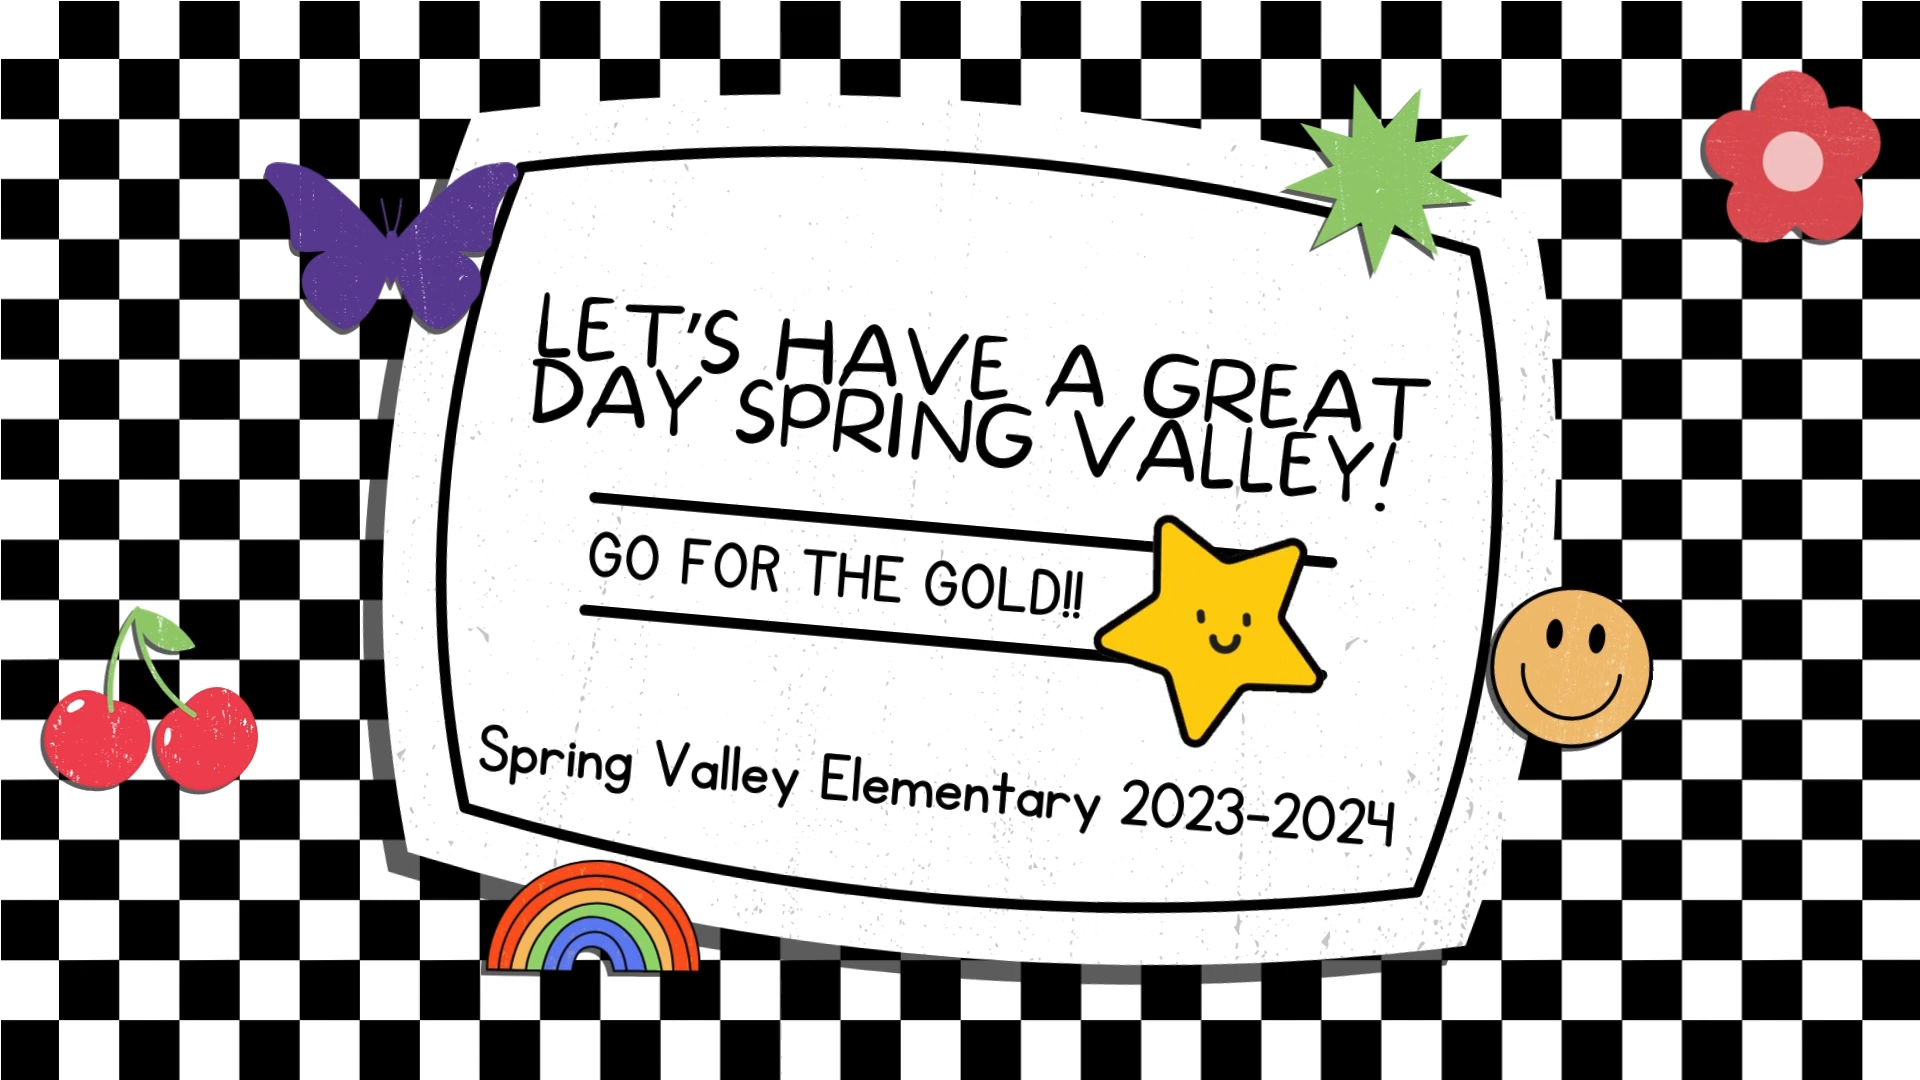 LET'S HAVE A GREAT
DAY SPRING VALLEY!
GO FOR THE GOLD!!
Spring Valley Elementary 2023-2024